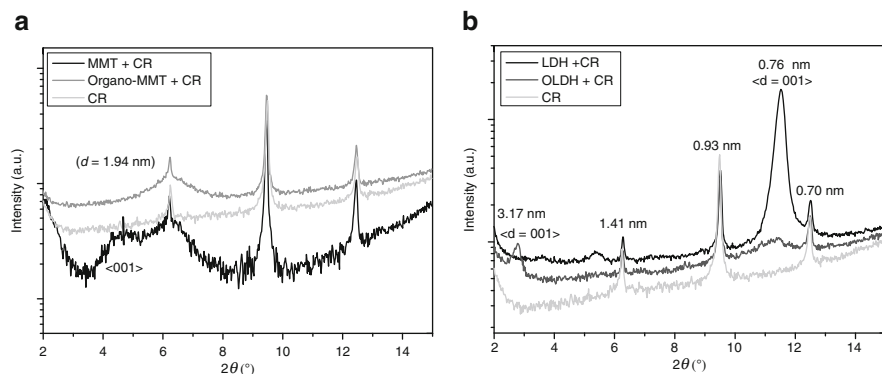 a
MMT + CR
Organo-MMT + CR
CR
(d = 1.94 nm)
<001>
Intensity (a.u.)
2 4 6 8 10 12 14
2θ (°)
b
LDH +CR
OLDH + CR
CR
0.76 nm
<d = 001>
0.93 nm
0.70 nm
3.17 nm
<d = 001>
1.41 nm
Intensity (a.u.)
2 4 6 8 10 12 14
2θ (°)